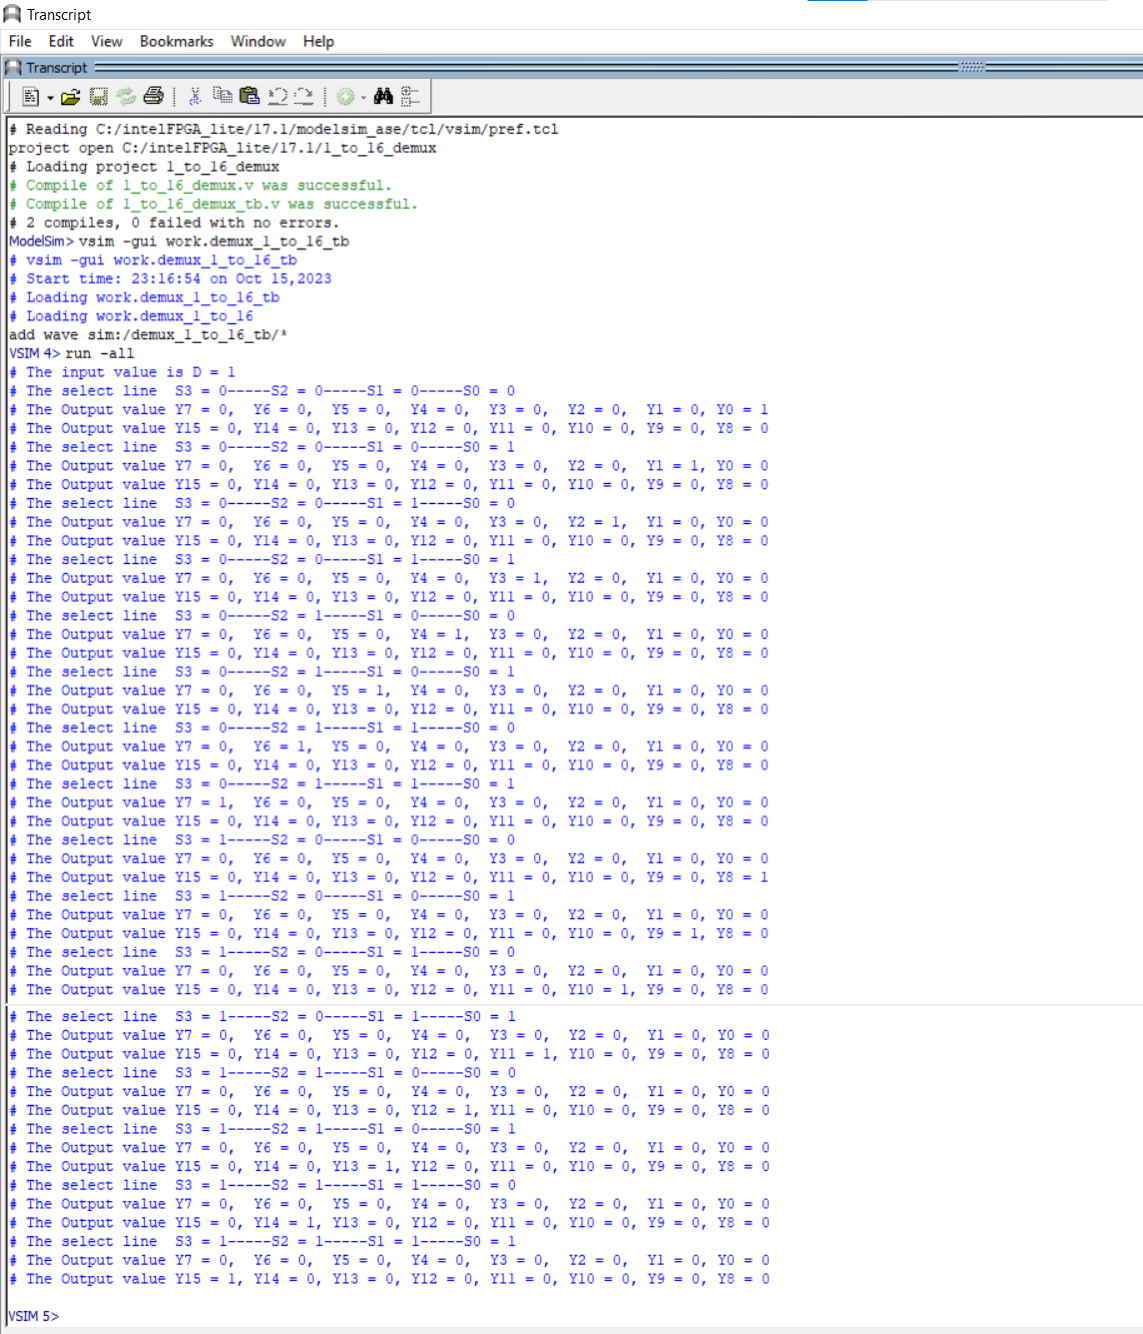 Transcript
File Edit View Bookmarks Window Help
Transcript
# Reading C:/intelFPGA_lite/17.1/modelsim_ase/tcl/vsim/pref.tcl
project open C:/intelFPGA_lite/17.1/1_to_16_demux
# Loading project 1_to_16_demux
# Compile of 1_to_16_demux.v was successful.
# Compile of 1_to_16_demux_tb.v was successful.
# 2 compiles, 0 failed with no errors.
ModelSim> vsim -gui work.demux_1_to_16_tb
# vsim -gui work.demux_1_to_16_tb
# Start time: 23:16:54 on Oct 15,2023
# Loading work.demux_1_to_16_tb
# Loading work.demux_1_to_16
add wave sim:/demux_1_to_16_tb/*
VSIM 4> run -all
# The input value is D = 1
# The select line  S3 = 0-----S2 = 0-----S1 = 0-----S0 = 0
# The Output value Y7 = 0,  Y6 = 0,  Y5 = 0,  Y4 = 0,  Y3 = 0,  Y2 = 0,  Y1 = 0, Y0 = 1
# The Output value Y15 = 0, Y14 = 0, Y13 = 0, Y12 = 0, Y11 = 0, Y10 = 0, Y9 = 0, Y8 = 0
# The select line  S3 = 0-----S2 = 0-----S1 = 0-----S0 = 1
# The Output value Y7 = 0,  Y6 = 0,  Y5 = 0,  Y4 = 0,  Y3 = 0,  Y2 = 0,  Y1 = 1, Y0 = 0
# The Output value Y15 = 0, Y14 = 0, Y13 = 0, Y12 = 0, Y11 = 0, Y10 = 0, Y9 = 0, Y8 = 0
# The select line  S3 = 0-----S2 = 0-----S1 = 1-----S0 = 0
# The Output value Y7 = 0,  Y6 = 0,  Y5 = 0,  Y4 = 0,  Y3 = 0,  Y2 = 1,  Y1 = 0, Y0 = 0
# The Output value Y15 = 0, Y14 = 0, Y13 = 0, Y12 = 0, Y11 = 0, Y10 = 0, Y9 = 0, Y8 = 0
# The select line  S3 = 0-----S2 = 0-----S1 = 1-----S0 = 1
# The Output value Y7 = 0,  Y6 = 0,  Y5 = 0,  Y4 = 0,  Y3 = 1,  Y2 = 0,  Y1 = 0, Y0 = 0
# The Output value Y15 = 0, Y14 = 0, Y13 = 0, Y12 = 0, Y11 = 0, Y10 = 0, Y9 = 0, Y8 = 0
# The select line  S3 = 0-----S2 = 1-----S1 = 0-----S0 = 0
# The Output value Y7 = 0,  Y6 = 0,  Y5 = 0,  Y4 = 1,  Y3 = 0,  Y2 = 0,  Y1 = 0, Y0 = 0
# The Output value Y15 = 0, Y14 = 0, Y13 = 0, Y12 = 0, Y11 = 0, Y10 = 0, Y9 = 0, Y8 = 0
# The select line  S3 = 0-----S2 = 1-----S1 = 0-----S0 = 1
# The Output value Y7 = 0,  Y6 = 0,  Y5 = 1,  Y4 = 0,  Y3 = 0,  Y2 = 0,  Y1 = 0, Y0 = 0
# The Output value Y15 = 0, Y14 = 0, Y13 = 0, Y12 = 0, Y11 = 0, Y10 = 0, Y9 = 0, Y8 = 0
# The select line  S3 = 0-----S2 = 1-----S1 = 1-----S0 = 0
# The Output value Y7 = 0,  Y6 = 1,  Y5 = 0,  Y4 = 0,  Y3 = 0,  Y2 = 0,  Y1 = 0, Y0 = 0
# The Output value Y15 = 0, Y14 = 0, Y13 = 0, Y12 = 0, Y11 = 0, Y10 = 0, Y9 = 0, Y8 = 0
# The select line  S3 = 0-----S2 = 1-----S1 = 1-----S0 = 1
# The Output value Y7 = 1,  Y6 = 0,  Y5 = 0,  Y4 = 0,  Y3 = 0,  Y2 = 0,  Y1 = 0, Y0 = 0
# The Output value Y15 = 0, Y14 = 0, Y13 = 0, Y12 = 0, Y11 = 0, Y10 = 0, Y9 = 0, Y8 = 0
# The select line  S3 = 1-----S2 = 0-----S1 = 0-----S0 = 0
# The Output value Y7 = 0,  Y6 = 0,  Y5 = 0,  Y4 = 0,  Y3 = 0,  Y2 = 0,  Y1 = 0, Y0 = 0
# The Output value Y15 = 0, Y14 = 0, Y13 = 0, Y12 = 0, Y11 = 0, Y10 = 0, Y9 = 0, Y8 = 1
# The select line  S3 = 1-----S2 = 0-----S1 = 0-----S0 = 1
# The Output value Y7 = 0,  Y6 = 0,  Y5 = 0,  Y4 = 0,  Y3 = 0,  Y2 = 0,  Y1 = 0, Y0 = 0
# The Output value Y15 = 0, Y14 = 0, Y13 = 0, Y12 = 0, Y11 = 0, Y10 = 0, Y9 = 1, Y8 = 0
# The select line  S3 = 1-----S2 = 0-----S1 = 1-----S0 = 0
# The Output value Y7 = 0,  Y6 = 0,  Y5 = 0,  Y4 = 0,  Y3 = 0,  Y2 = 0,  Y1 = 0, Y0 = 0
# The Output value Y15 = 0, Y14 = 0, Y13 = 0, Y12 = 0, Y11 = 0, Y10 = 1, Y9 = 0, Y8 = 0
# The select line  S3 = 1-----S2 = 0-----S1 = 1-----S0 = 1
# The Output value Y7 = 0,  Y6 = 0,  Y5 = 0,  Y4 = 0,  Y3 = 0,  Y2 = 0,  Y1 = 0, Y0 = 0
# The Output value Y15 = 0, Y14 = 0, Y13 = 0, Y12 = 0, Y11 = 1, Y10 = 0, Y9 = 0, Y8 = 0
# The select line  S3 = 1-----S2 = 1-----S1 = 0-----S0 = 0
# The Output value Y7 = 0,  Y6 = 0,  Y5 = 0,  Y4 = 0,  Y3 = 0,  Y2 = 0,  Y1 = 0, Y0 = 0
# The Output value Y15 = 0, Y14 = 0, Y13 = 0, Y12 = 1, Y11 = 0, Y10 = 0, Y9 = 0, Y8 = 0
# The select line  S3 = 1-----S2 = 1-----S1 = 0-----S0 = 1
# The Output value Y7 = 0,  Y6 = 0,  Y5 = 0,  Y4 = 0,  Y3 = 0,  Y2 = 0,  Y1 = 0, Y0 = 0
# The Output value Y15 = 0, Y14 = 0, Y13 = 1, Y12 = 0, Y11 = 0, Y10 = 0, Y9 = 0, Y8 = 0
# The select line  S3 = 1-----S2 = 1-----S1 = 1-----S0 = 0
# The Output value Y7 = 0,  Y6 = 0,  Y5 = 0,  Y4 = 0,  Y3 = 0,  Y2 = 0,  Y1 = 0, Y0 = 0
# The Output value Y15 = 0, Y14 = 1, Y13 = 0, Y12 = 0, Y11 = 0, Y10 = 0, Y9 = 0, Y8 = 0
# The select line  S3 = 1-----S2 = 1-----S1 = 1-----S0 = 1
# The Output value Y7 = 0,  Y6 = 0,  Y5 = 0,  Y4 = 0,  Y3 = 0,  Y2 = 0,  Y1 = 0, Y0 = 0
# The Output value Y15 = 1, Y14 = 0, Y13 = 0, Y12 = 0, Y11 = 0, Y10 = 0, Y9 = 0, Y8 = 0
VSIM 5>